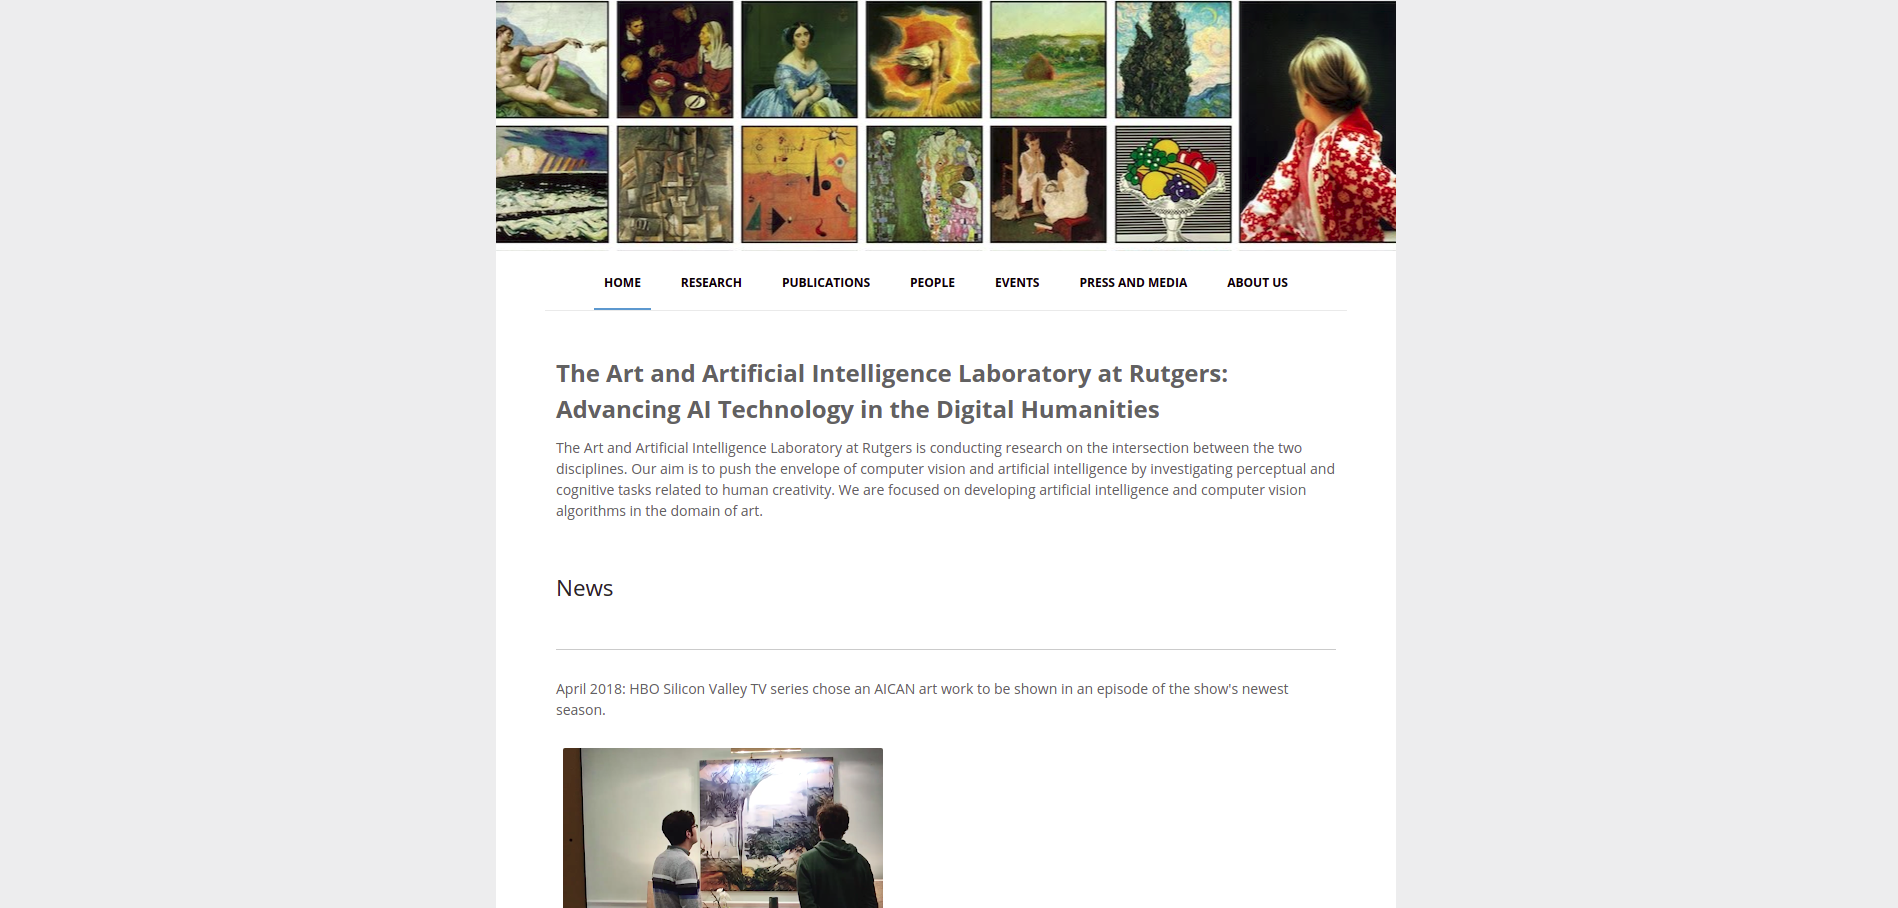 HOME RESEARCH PUBLICATIONS PEOPLE EVENTS PRESS AND MEDIA ABOUT US
The Art and Artificial Intelligence Laboratory at Rutgers:
Advancing AI Technology in the Digital Humanities
The Art and Artificial Intelligence Laboratory at Rutgers is conducting research on the intersection between the two
disciplines. Our aim is to push the envelope of computer vision and artificial intelligence by investigating perceptual and
cognitive tasks related to human creativity. We are focused on developing artificial intelligence and computer vision
algorithms in the domain of art.
News
April 2018: HBO Silicon Valley TV series chose an AICAN art work to be shown in an episode of the show's newest
season.